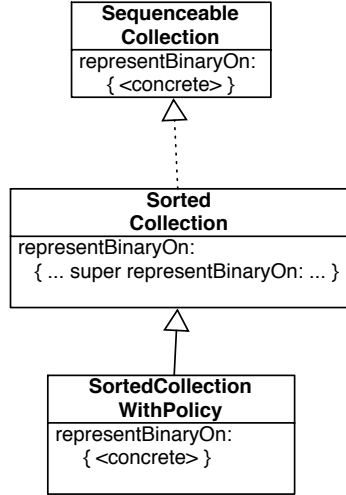 Sequenceable
Collection
representBinaryOn:
{ <concrete> }
Sorted
Collection
representBinaryOn:
{ ... super representBinaryOn: ... }
SortedCollection
WithPolicy
representBinaryOn:
{ <concrete> }